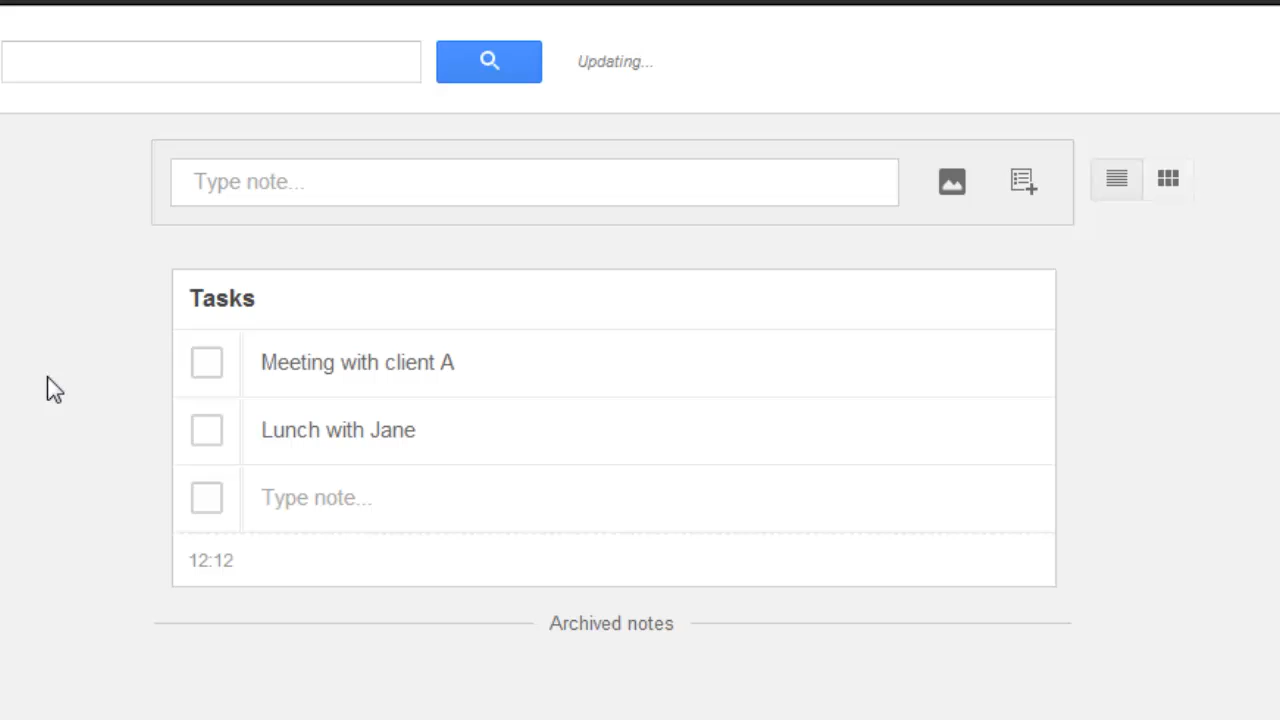 Updating...
Type note...
Tasks
Meeting with client A
Lunch with Jane
Type note...
12:12
Archived notes